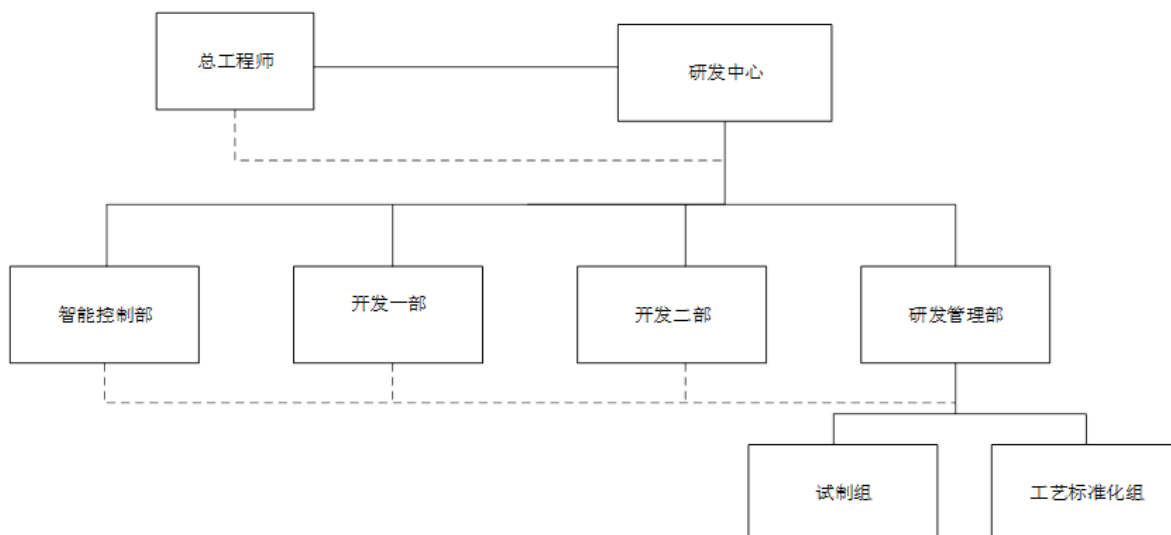 总工程师
研发中心
智能控制部
开发一部
开发二部
研发管理部
试制组
工艺标准化组